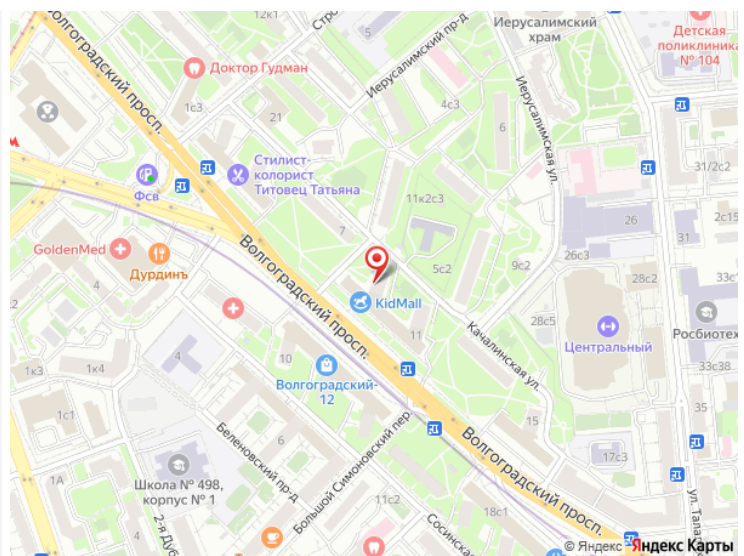 12к1
Стро
Иерусалимский
храм
Детская
поликлиника
№ 104
Волгоградский просп.
Доктор Гудман
Иерусалимский пр-д
1с3
21
4с3
6
Иерусалимская ул.
М
Фсв
Стилист-
колорист
Титовец Татьяна
11к2с3
31/2с2
26
2с15
31
GoldenMed
Дурдинъ
7
Волгоградский просп.
5с2
9с2
26с3
28с2
33с1
KidMall
28с5
Центральный
Росбиотех
11
Качалинская ул.
4
10
1к3
1к4
Волгоградский-
12
33с38
1с1
6
Беленовский пр-д
Большой Симоновский пер.
15
35
Волгоградский просп.
17с3
Школа № 498,
корпус № 1
2-я Дуб
11с2
18с1
Сосинская
ул. Тала
© Яндекс
Яндекс Карты